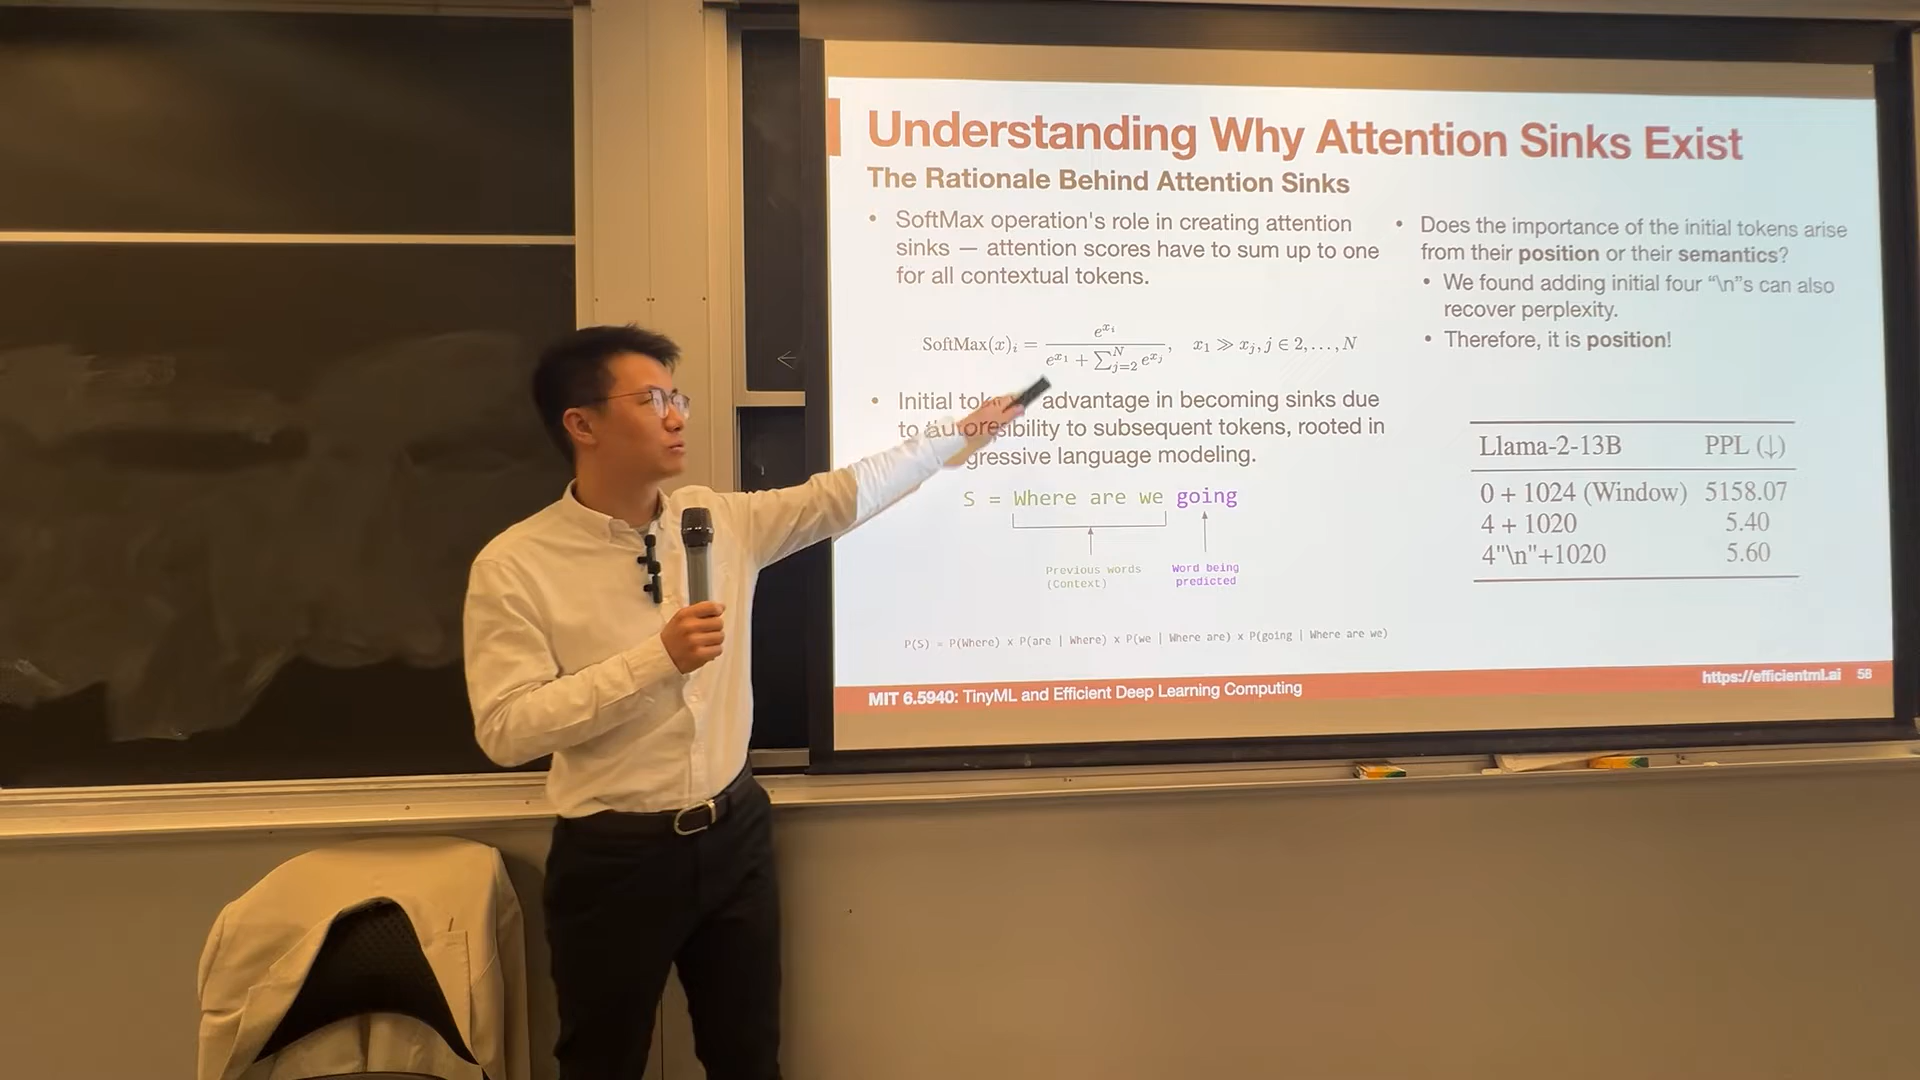 Understanding Why Attention Sinks Exist
The Rationale Behind Attention Sinks
• SoftMax operation's role in creating attention
sinks — attention scores have to sum up to one
for all contextual tokens.
SoftMax(x)ᵢ = e^{x_i} / (e^{x_1} + ∑_{j=2}^{N} e^{x_j}), x₁ ≫ xⱼ, j ∈ 2, . . . , N
• Initial advantage in becoming sinks due
to to subsequent tokens, rooted in
gressive language modeling.
S = Where are we going
Previous words
(Context)
Word being
predicted
P(S) = P(Where) x P(are | Where) x P(we | Where are) x P(going | Where are we)
• Does the importance of the initial tokens arise
from their position or their semantics?
• We found adding initial four “\n”s can also
recover perplexity.
• Therefore, it is position!
Llama-2-13B PPL (↓)
0 + 1024 (Window) 5158.07
4 + 1020 5.40
4"\n"+1020 5.60
MIT 6.5940: TinyML and Efficient Deep Learning Computing
https://efficientml.ai 58